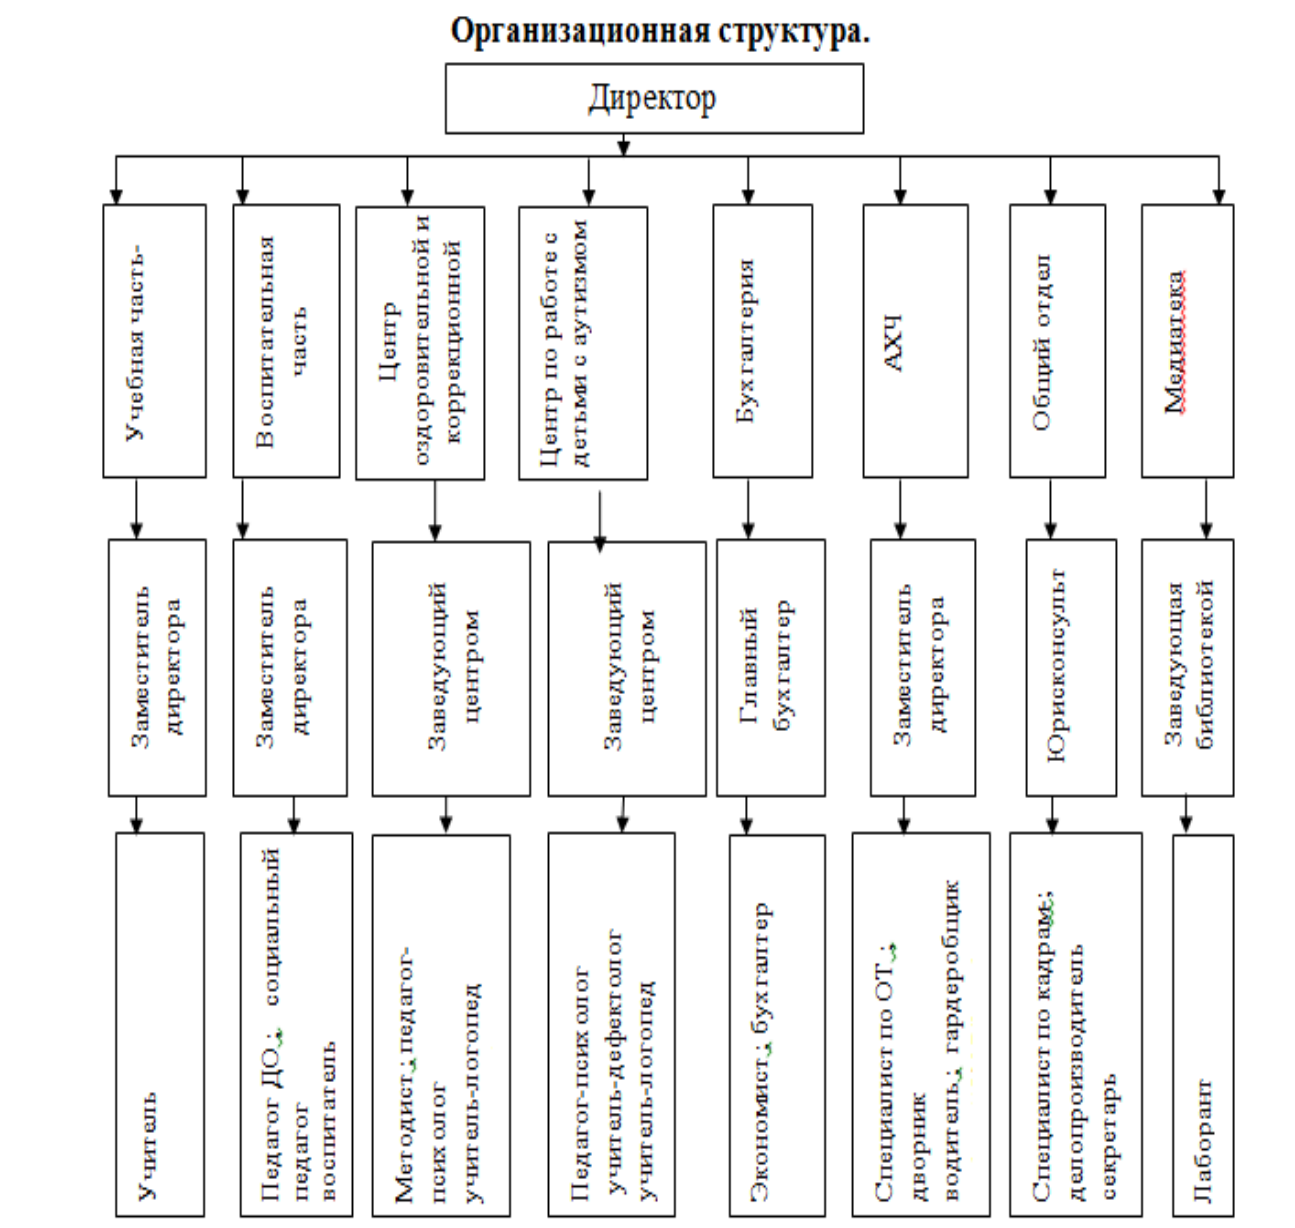 Организационная структура.
Директор
Учебная часть-
Воспитательная
часть
Центр
оздоровительной и
коррекционной
Центр по работе с
детьми с аутизмом
Бухгалтерия
АХЧ
Общий отдел
Медиатека
Заместитель
директора
Заместитель
директора
Заведующий
центром
Заведующий
центром
Главный
бухгалтер
Заместитель
директора
Юрисконсульт
Заведующая
библиотекой
Учитель
Педагог ДО ; социальный
педагог
воспитатель
Методист ; педагог-
психолог
учитель-логопед
Педагог-психолог
учитель-дефектолог
учитель-логопед
Экономист ; бухгалтер
Специалист по ОТ ;
дворник
водитель ; гардеробщик
Специалист по кадрам ;
делопроизводитель
секретарь
Лаборант